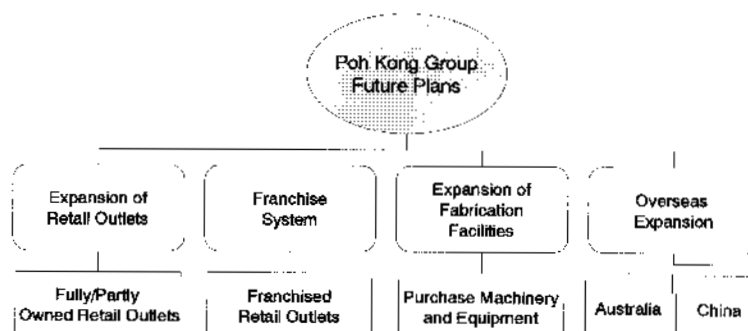 Poh Kong Group
Future Plans
Expansion of
Retail Outlets
Franchise
System
Expansion of
Fabrication
Facilities
Overseas
Expansion
Fully/Partly
Owned Retail Outlets
Franchised
Retail Outlets
Purchase Machinery
and Equipment
Australia
China